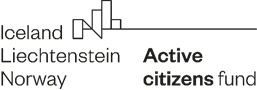 Iceland
Liechtenstein Active
Norway citizens fund